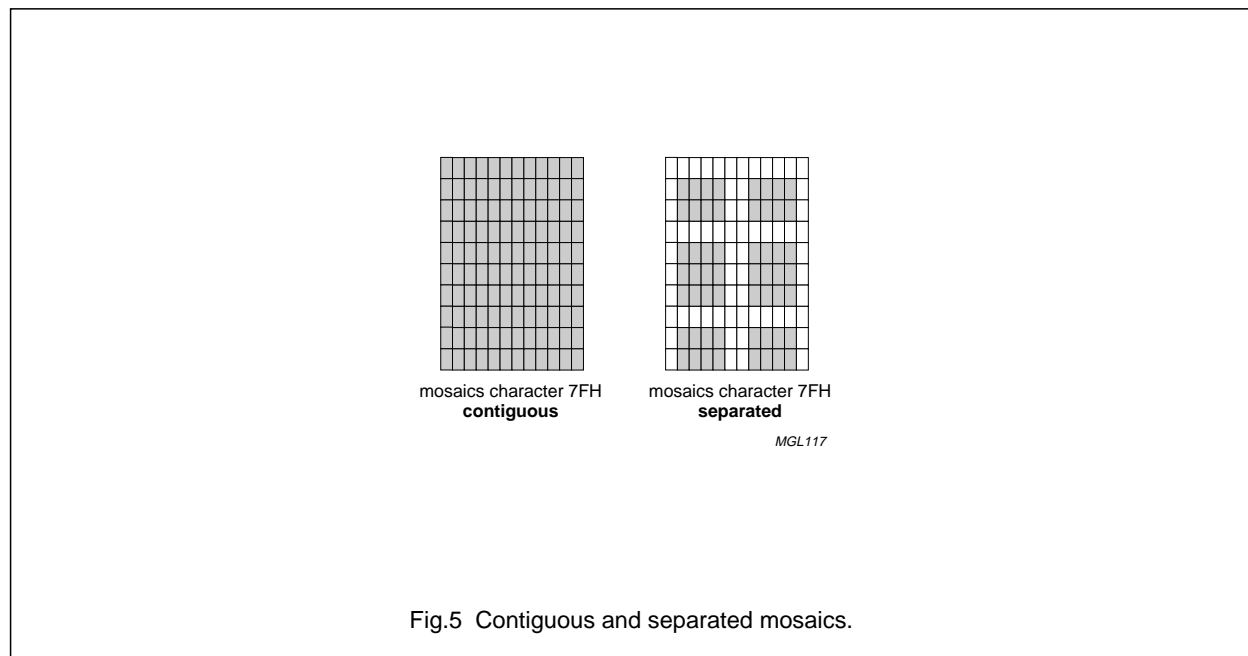 mosaics character 7FH
contiguous
mosaics character 7FH
separated
MGL117
Fig.5 Contiguous and separated mosaics.